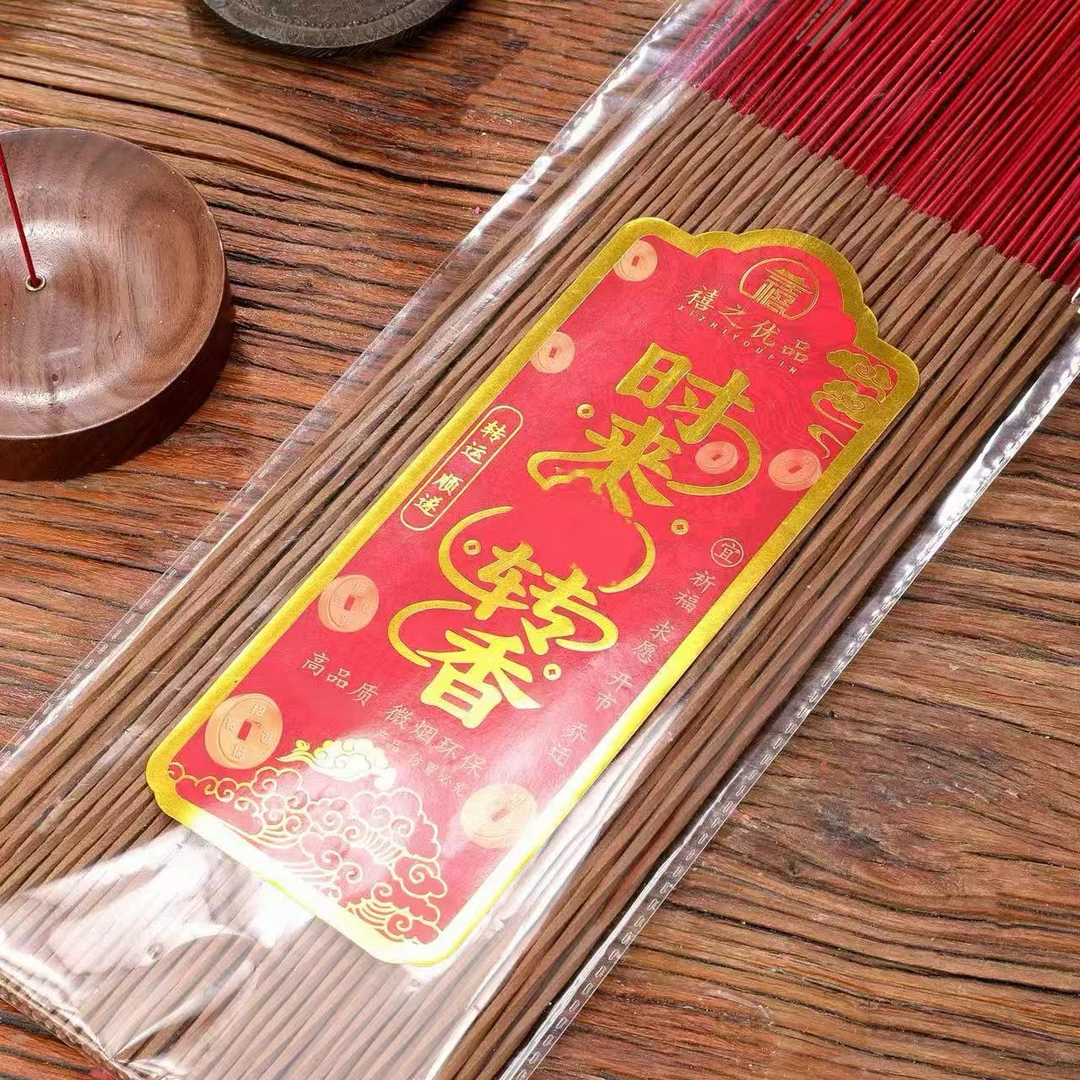 禧
禧之优品
XIZHIYOUPIN
时来
转香
转运 顺遂
宜
祈福 求愿 开市 乔迁
高品质 微烟环保